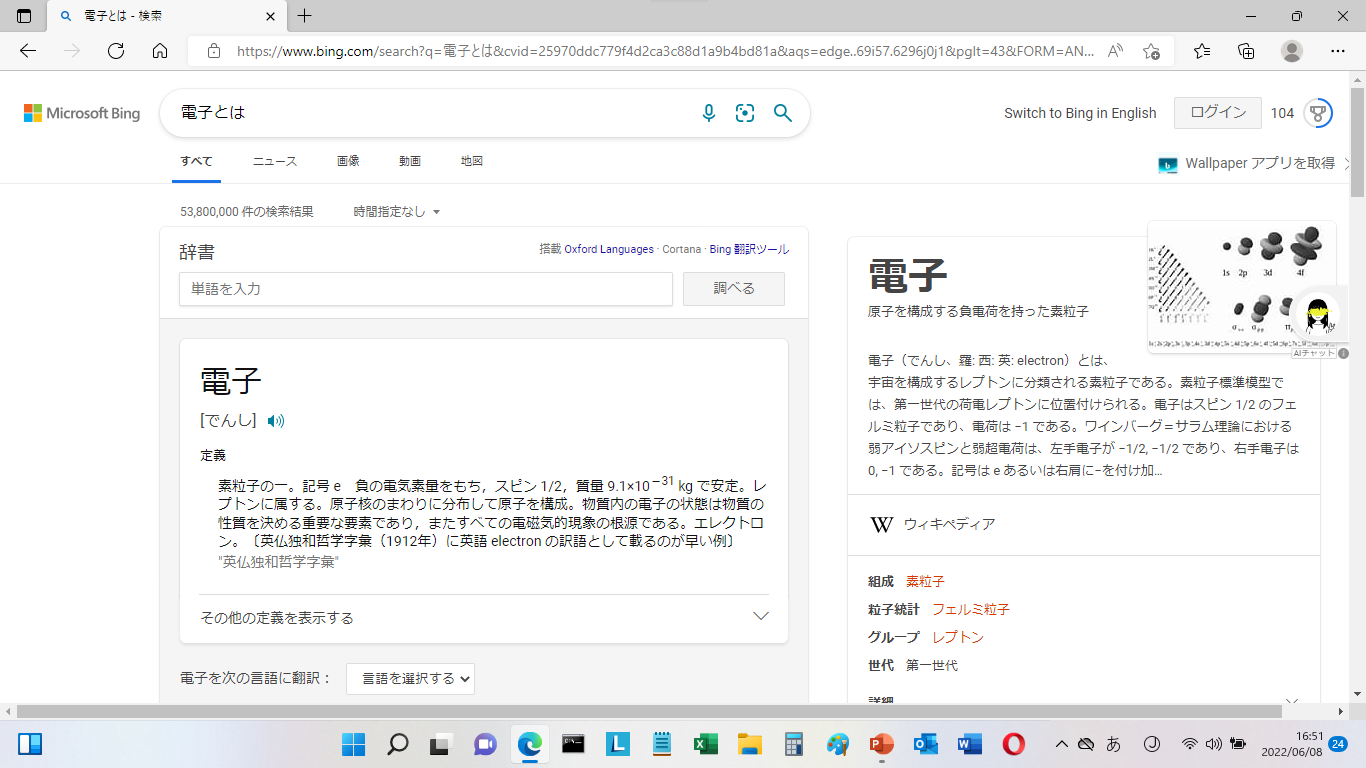 電子とは - 検索
https://www.bing.com/search?q=電子とは&cvid=25970ddc779f4d2ca3c88d1a9b4bd81a&aqs=edge..69i57.6296j0j1&pglt=43&FORM=AN...
Microsoft Bing
電子とは
Switch to Bing in English
ログイン
104
すべて
ニュース
画像
動画
地図
Wallpaper アプリを取得
53,800,000 件の検索結果
時間指定なし
辞書
搭載 Oxford Languages · Cortana · Bing 翻訳ツール
単語を入力
調べる
電子
[でんし]
定義
素粒子の一。記号 e 負の電気素量をもち，スピン 1/2，質量 9.1×10⁻³¹ kg で安定。レ
プトンに属する。原子核のまわりに分布して原子を構成。物質内の電子の状態は物質の
性質を決める重要な要素であり，またすべての電磁気的現象の根源である。エレクトロ
ン。〔英仏独和哲学字彙（1912年）に英語 electron の訳語として載るのが早い例〕
"英仏独和哲学字彙"
その他の定義を表示する
電子を次の言語に翻訳：
言語を選択する
電子
原子を構成する負電荷を持った素粒子
1s 2p 3d 4f
AIチャット
電子（でんし、羅: 西: 英: electron）とは、
宇宙を構成するレプトンに分類される素粒子である。素粒子標準模型で
は、第一世代の荷電レプトンに位置付けられる。電子はスピン 1/2 のフェ
ルミ粒子であり、電荷は −1 である。ワインバーグ＝サラム理論における
弱アイソスピンと弱超電荷は、左手電子が −1/2, −1/2 であり、右手電子は
0, −1 である。記号は e あるいは右肩に−を付け加...
W ウィキペディア
組成 素粒子
粒子統計 フェルミ粒子
グループ レプトン
世代 第一世代
詳細
あ
16:51
2022/06/08
24